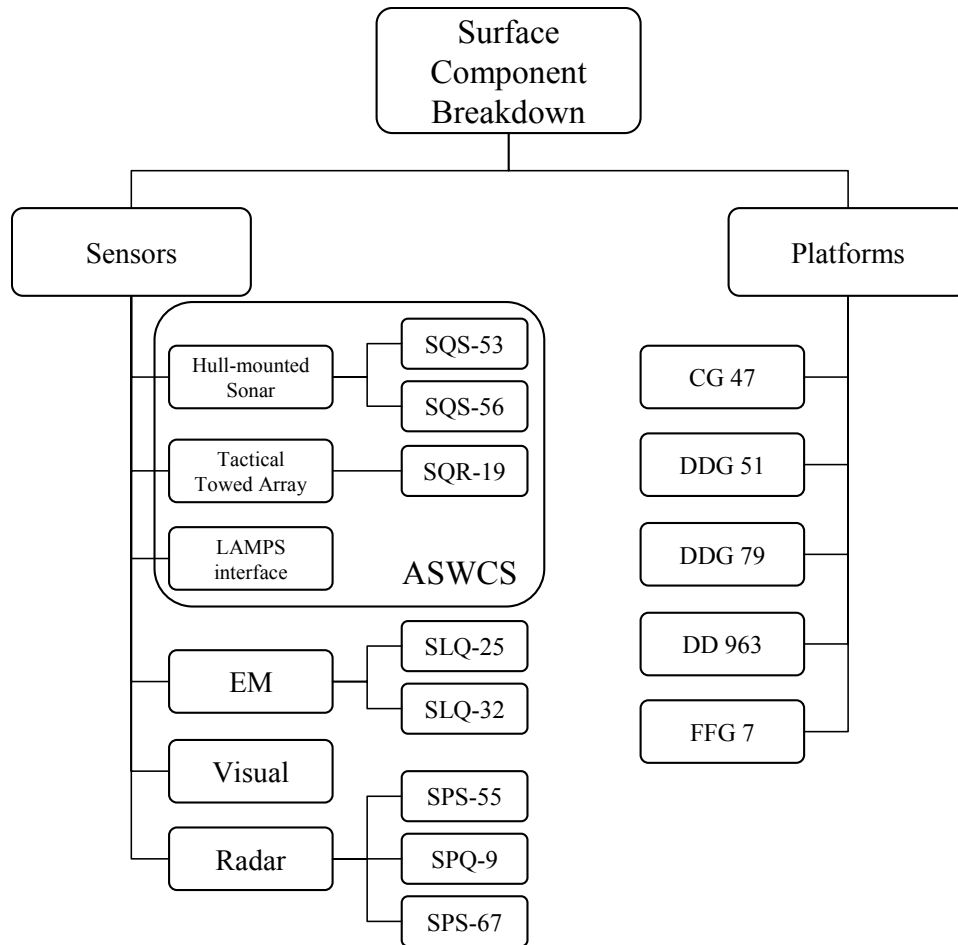 Surface
Component
Breakdown
Sensors
Platforms
Hull-mounted
Sonar
SQS-53
SQS-56
Tactical
Towed Array
SQR-19
LAMPS
interface
ASWCS
EM
SLQ-25
SLQ-32
Visual
Radar
SPS-55
SPQ-9
SPS-67
CG 47
DDG 51
DDG 79
DD 963
FFG 7